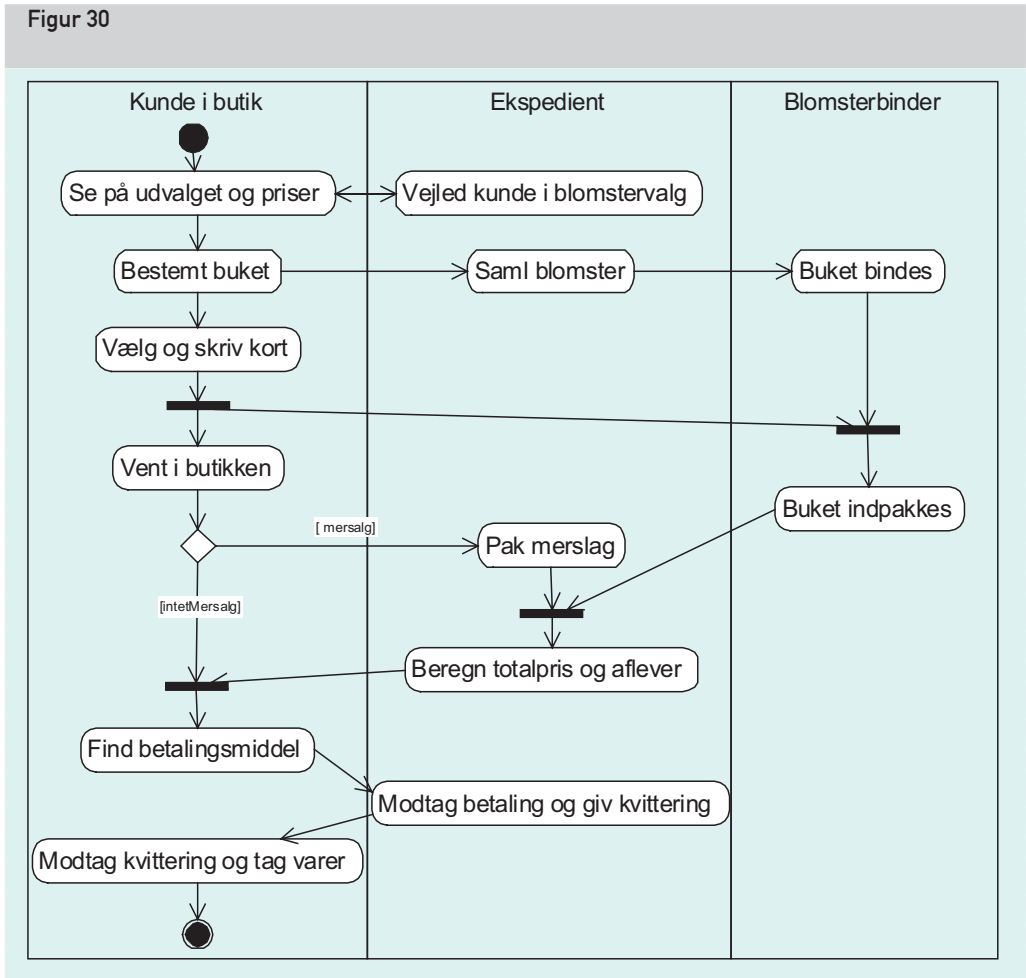 Figur 30
Kunde i butik
Ekspedient
Blomsterbinder
Se på udvalget og priser
Vejled kunde i blomstervalg
Bestemt buket
Saml blomster
Buket bindes
Vælg og skriv kort
Vent i butikken
Buket indpakkes
[ mersalg]
Pak merslag
[intetMersalg]
Beregn totalpris og aflever
Find betalingsmiddel
Modtag betaling og giv kvittering
Modtag kvittering og tag varer